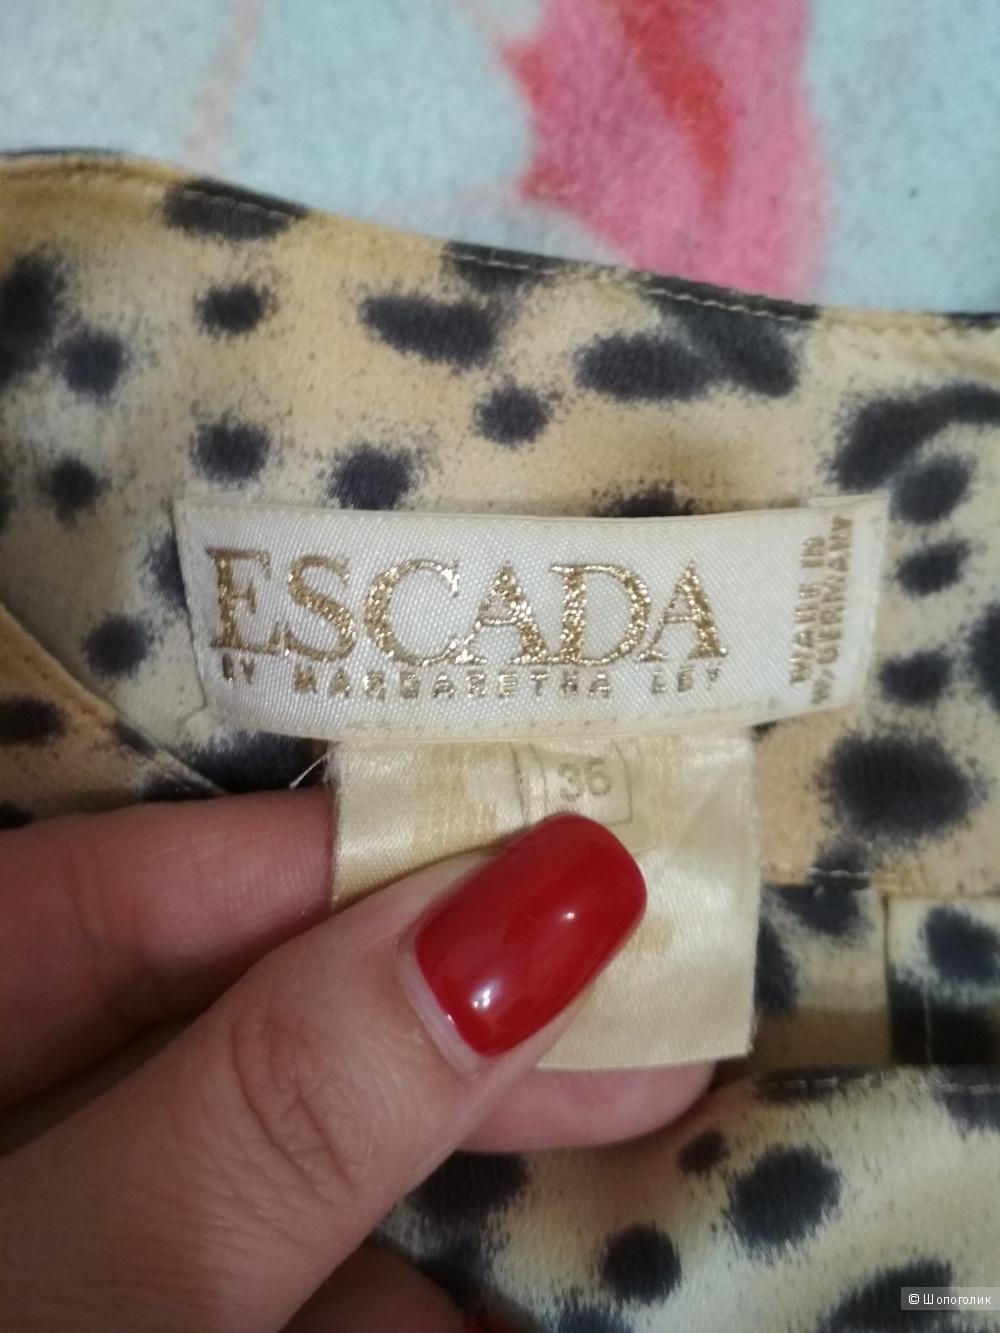 ESCADA
BY MARGARETHA LEY
MADE IN
W. GERMANY
36
© Шопоголик